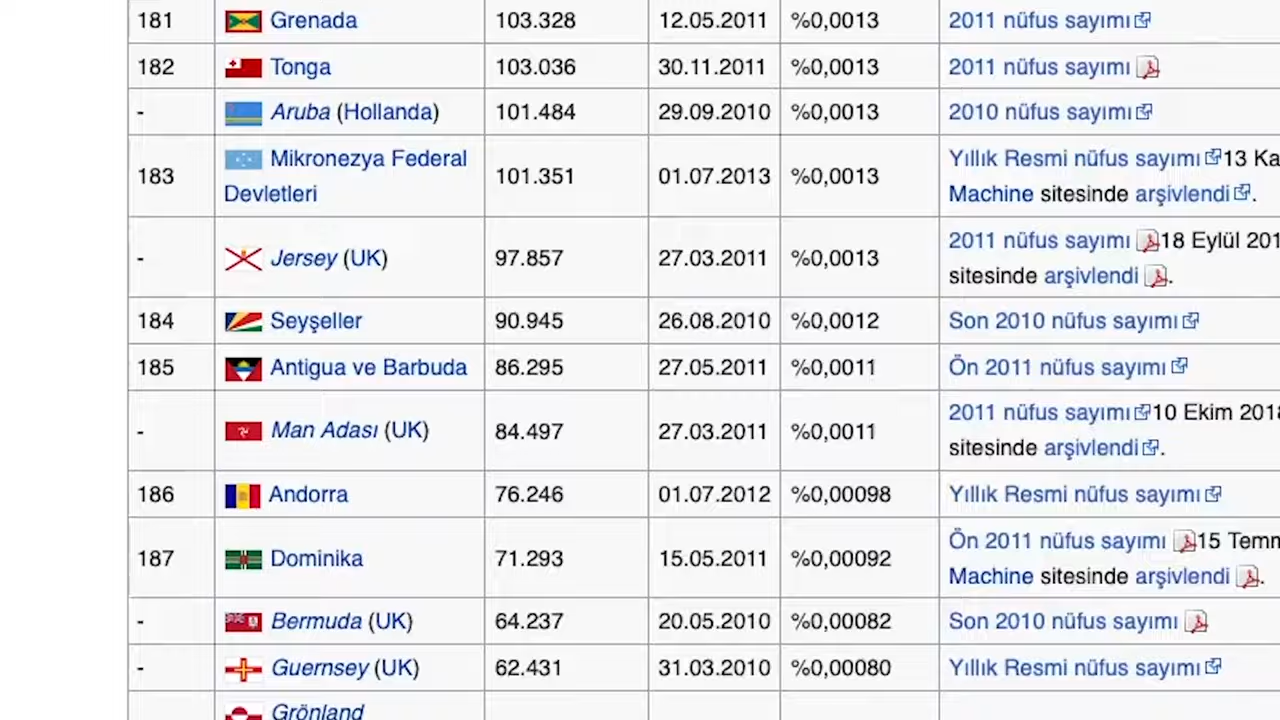 181 Grenada 103.328 12.05.2011 %0,0013 2011 nüfus sayımı
182 Tonga 103.036 30.11.2011 %0,0013 2011 nüfus sayımı
- Aruba (Hollanda) 101.484 29.09.2010 %0,0013 2010 nüfus sayımı
183 Mikronezya Federal Devletleri 101.351 01.07.2013 %0,0013 Yıllık Resmi nüfus sayımı 13 Ka
Machine sitesinde arşivlendi.
- Jersey (UK) 97.857 27.03.2011 %0,0013 2011 nüfus sayımı 18 Eylül 201
sitesinde arşivlendi.
184 Seyşeller 90.945 26.08.2010 %0,0012 Son 2010 nüfus sayımı
185 Antigua ve Barbuda 86.295 27.05.2011 %0,0011 Ön 2011 nüfus sayımı
- Man Adası (UK) 84.497 27.03.2011 %0,0011 2011 nüfus sayımı 10 Ekim 2018
sitesinde arşivlendi.
186 Andorra 76.246 01.07.2012 %0,00098 Yıllık Resmi nüfus sayımı
187 Dominika 71.293 15.05.2011 %0,00092 Ön 2011 nüfus sayımı 15 Temm
Machine sitesinde arşivlendi.
- Bermuda (UK) 64.237 20.05.2010 %0,00082 Son 2010 nüfus sayımı
- Guernsey (UK) 62.431 31.03.2010 %0,00080 Yıllık Resmi nüfus sayımı
Grönland